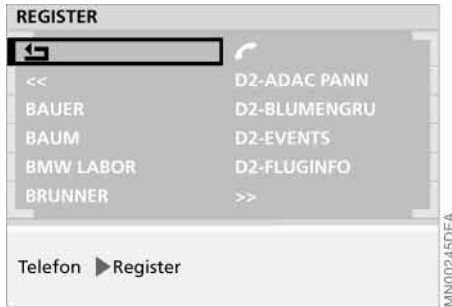 REGISTER
<<
BAUER
BAUM
BMW LABOR
BRUNNER
D2-ADAC PANN
D2-BLUMENGRU
D2-EVENTS
D2-FLUGINFO
>>
Telefon ▶Register
MN00245DEA